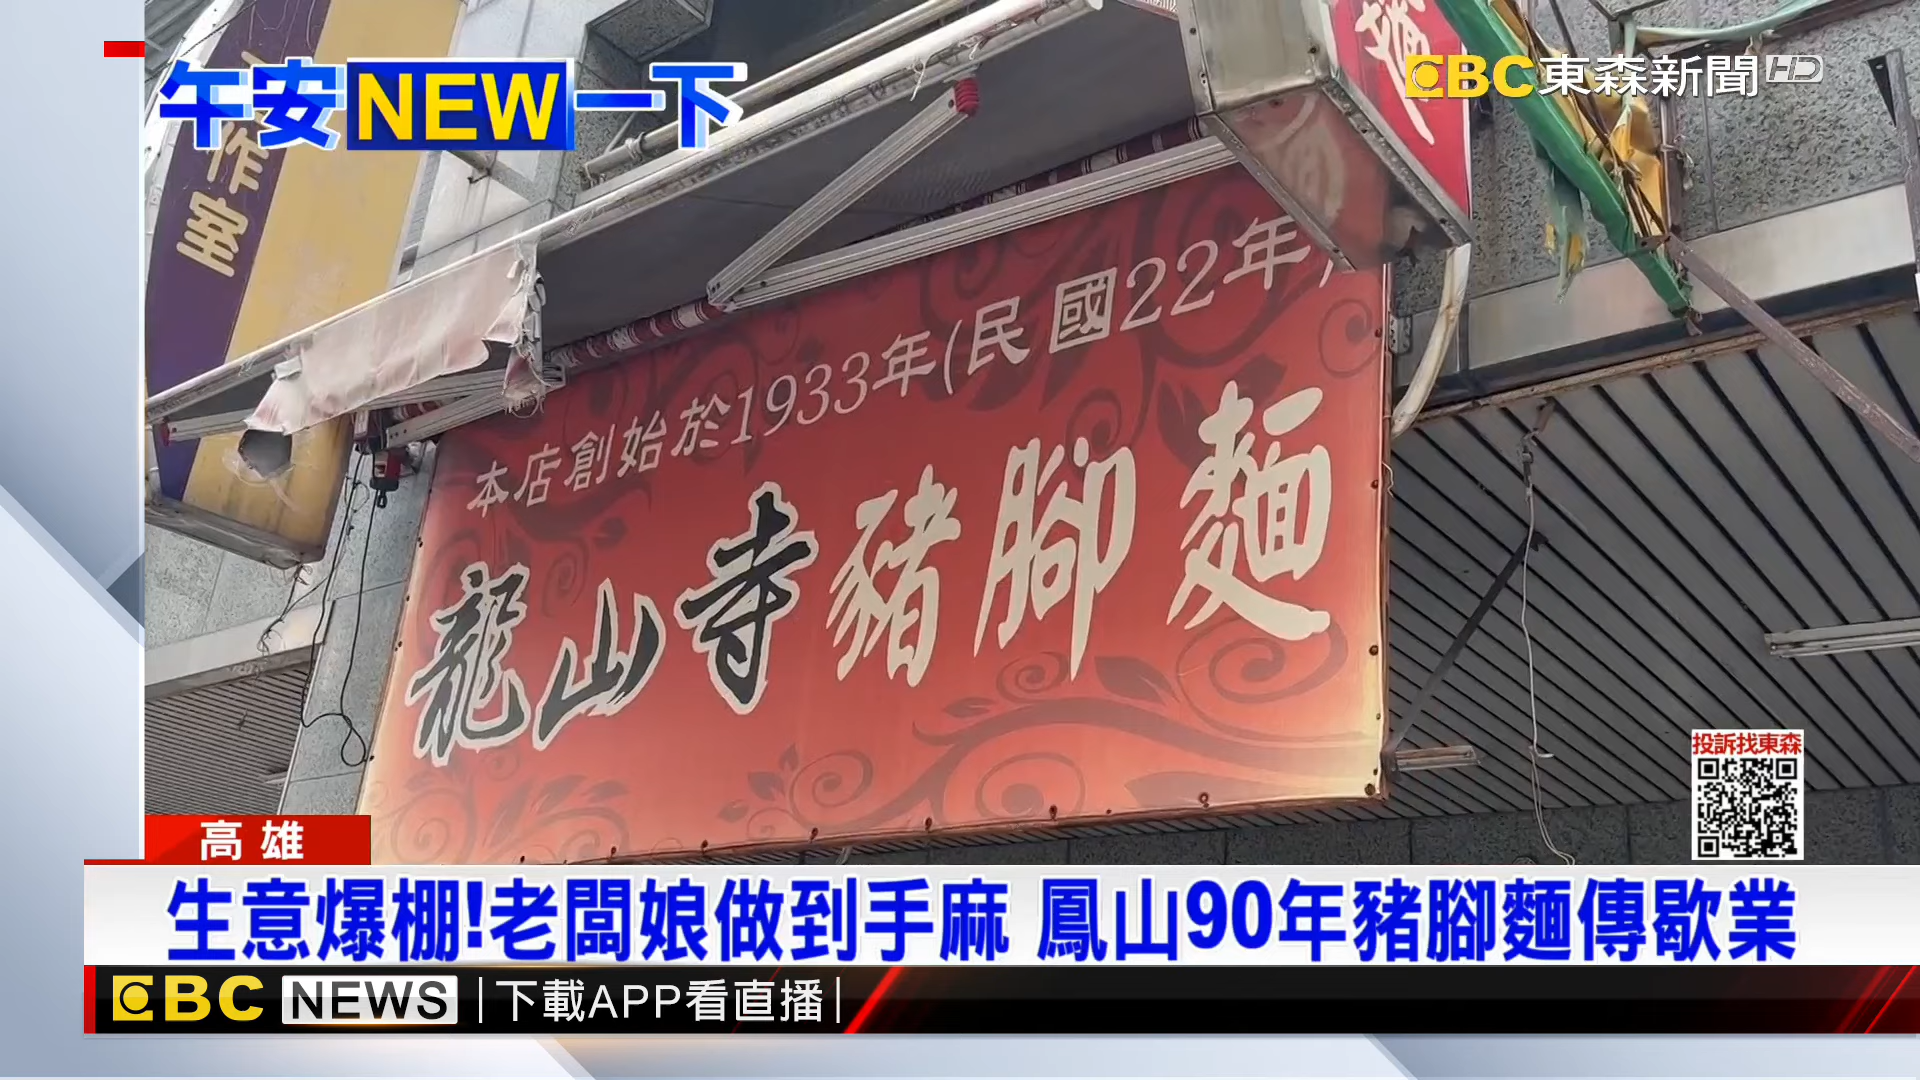 午安NEW一下
EBC東森新聞HD
作室
本店創始於1933年(民國22年)
龍山寺豬腳麵
投訴找東森
高雄
生意爆棚!老闆娘做到手麻 鳳山90年豬腳麵傳歇業
EBC NEWS
下載APP看直播